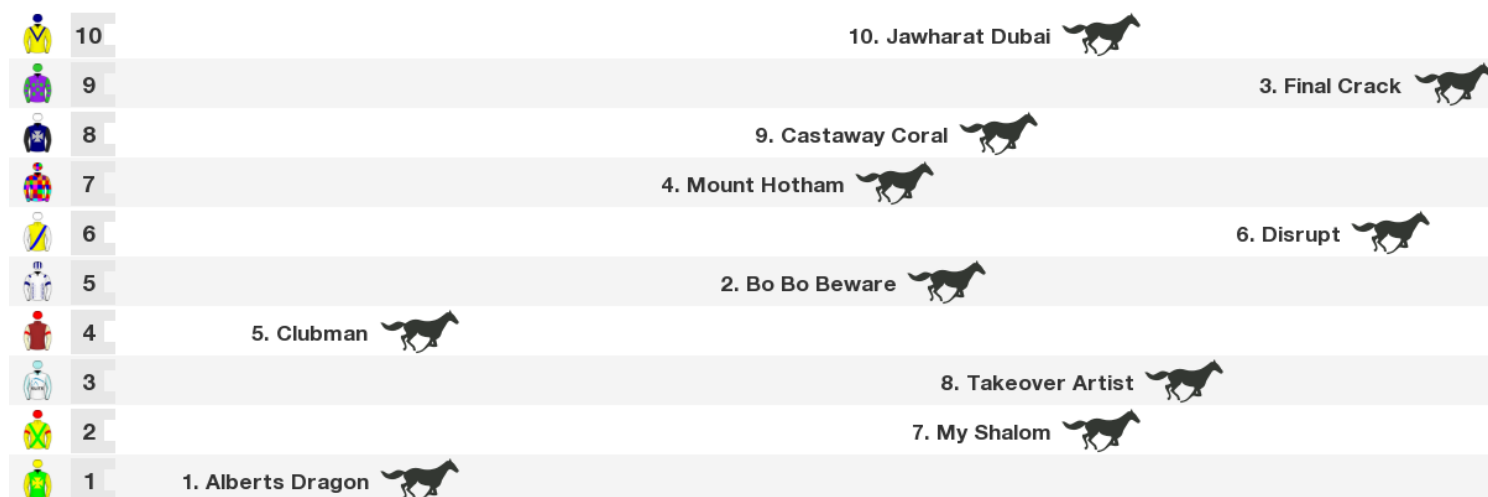 10 10. Jawharat Dubai
9 3. Final Crack
8 9. Castaway Coral
7 4. Mount Hotham
6 6. Disrupt
5 2. Bo Bo Beware
4 5. Clubman
3 8. Takeover Artist
2 7. My Shalom
1 1. Alberts Dragon